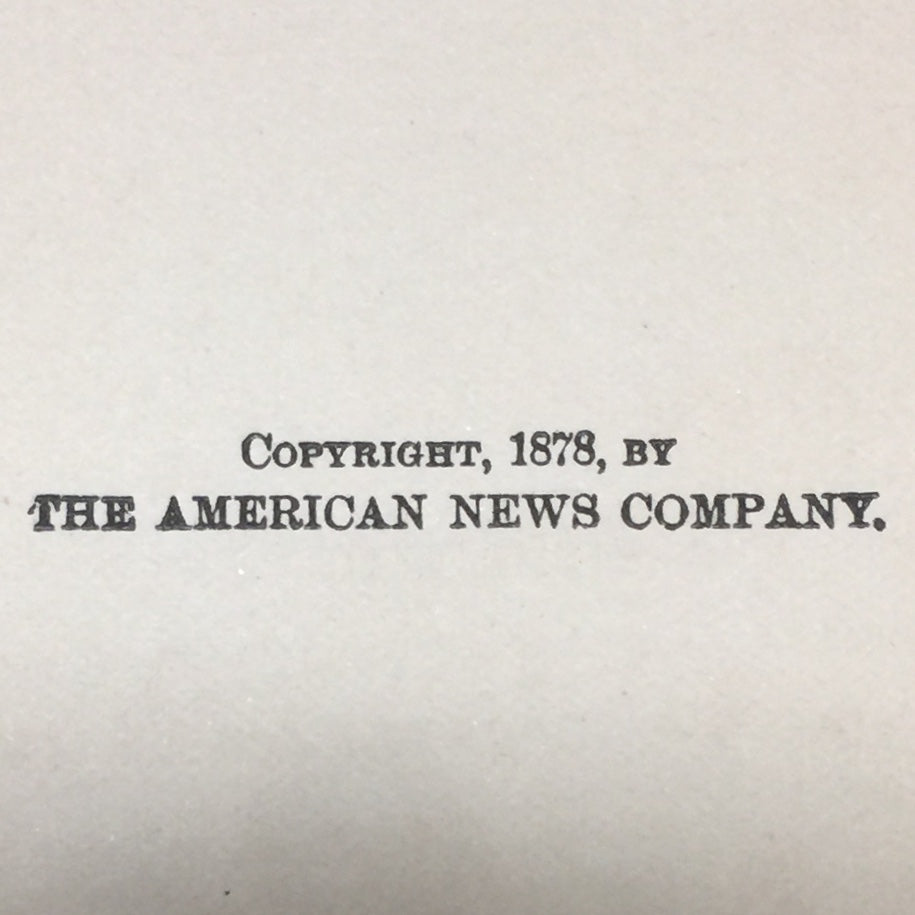 Copyright, 1878, by
THE AMERICAN NEWS COMPANY.